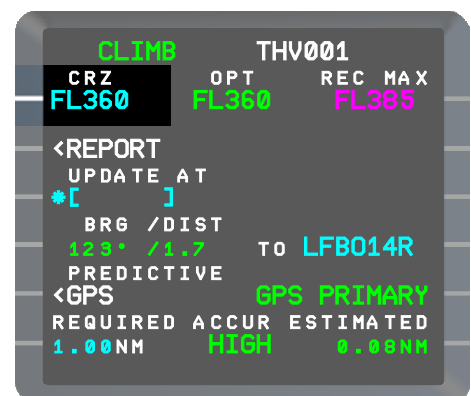 CLIMB THV001
CRZ OPT REC MAX
FL360 FL360 FL385
<REPORT
UPDATE AT
*[ ]
BRG /DIST
123° /1.7 TO LFBO14R
PREDICTIVE
<GPS GPS PRIMARY
REQUIRED ACCUR ESTIMATED
1.00NM HIGH 0.08NM